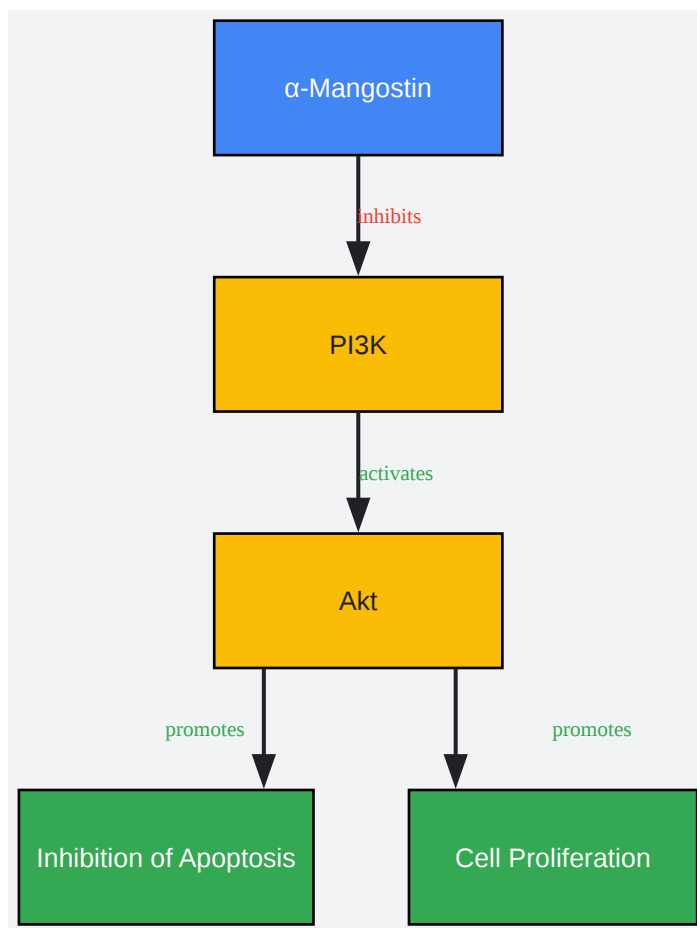 α-Mangostin
inhibits
PI3K
activates
Akt
promotes
promotes
Inhibition of Apoptosis
Cell Proliferation